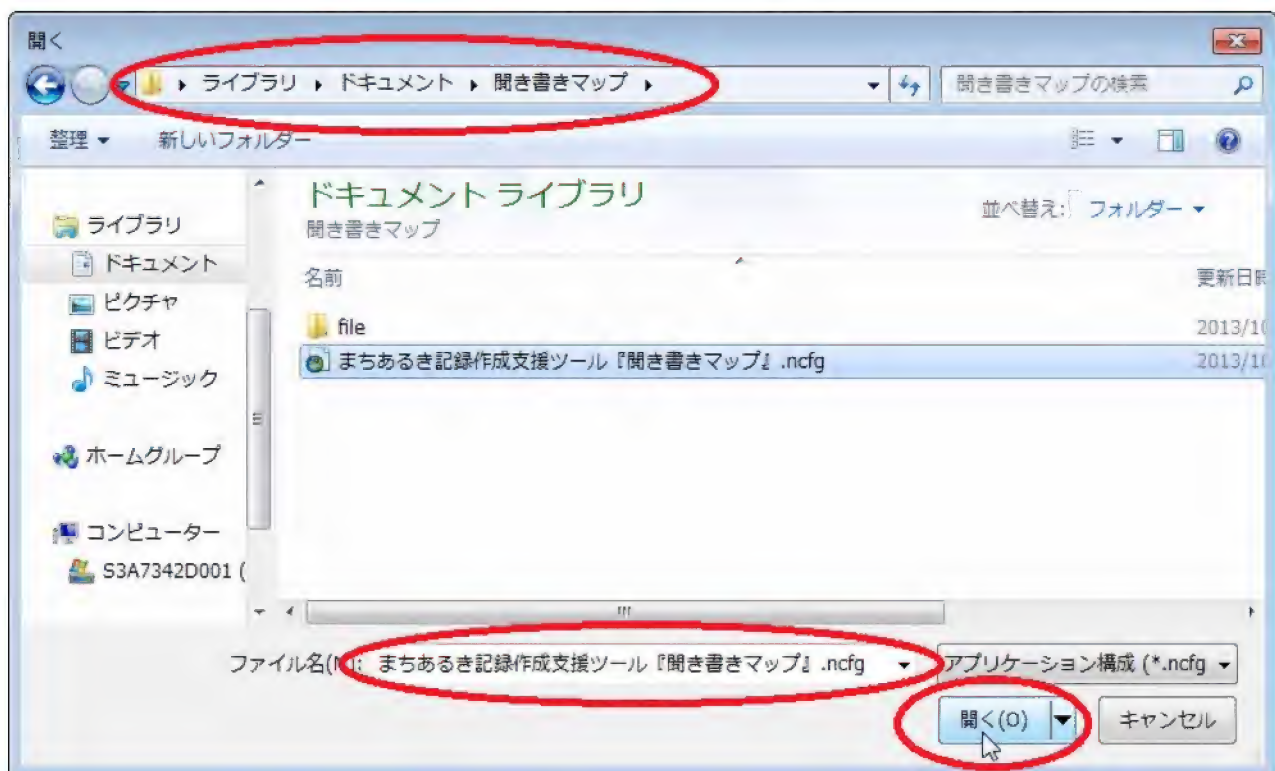 開く
ライブラリ ドキュメント 聞き書きマップ
聞き書きマップの検索
整理 新しいフォルダー
ドキュメント ライブラリ
聞き書きマップ
並べ替え: フォルダー
名前
更新日
file
2013/10
まちあるき記録作成支援ツール『聞き書きマップ』.ncfg
2013/10
ライブラリ
ドキュメント
ピクチャ
ビデオ
ミュージック
ホームグループ
コンピューター
S3A7342D001 (
ファイル名(N): まちあるき記録作成支援ツール『聞き書きマップ』.ncfg
アプリケーション構成 (*.ncfg
開く(O)
キャンセル